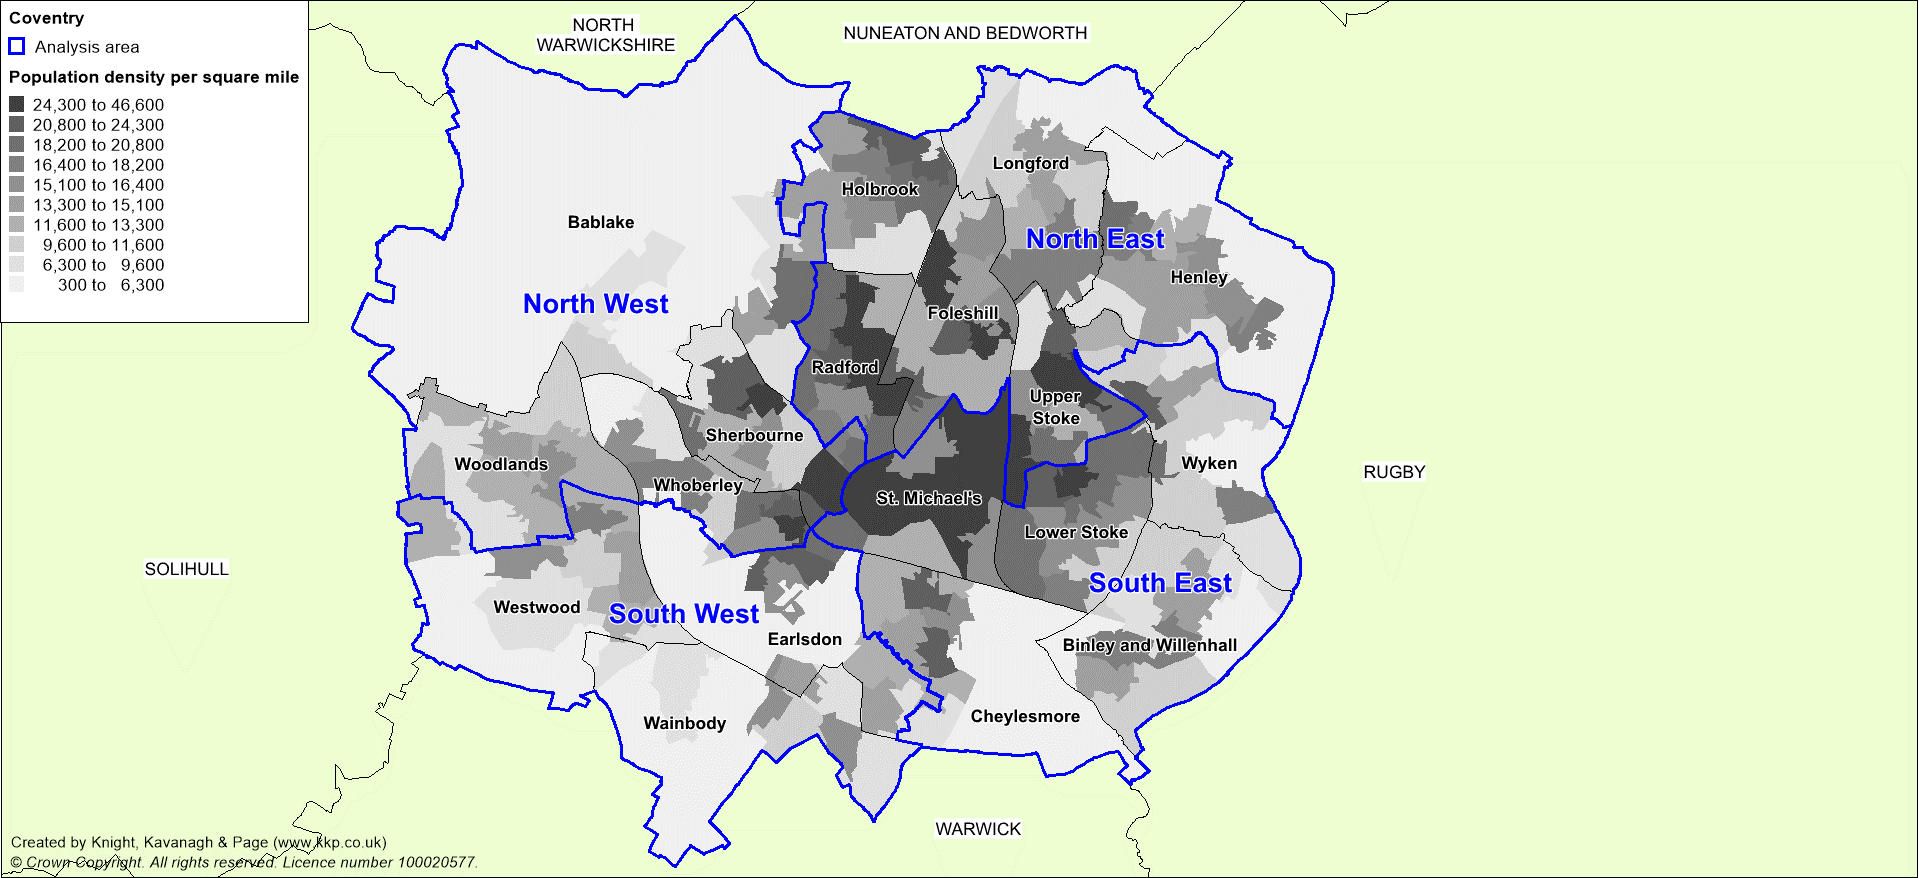 Coventry
Analysis area
Population density per square mile
24,300 to 46,600
20,800 to 24,300
18,200 to 20,800
16,400 to 18,200
15,100 to 16,400
13,300 to 15,100
11,600 to 13,300
9,600 to 11,600
6,300 to 9,600
300 to 6,300
NORTH
WARWICKSHIRE
NUNEATON AND BEDWORTH
Longford
Holbrook
Bablake
North East
Henley
North West
Foleshill
Radford
Upper
Stoke
Sherbourne
Woodlands
Wyken
RUGBY
Whoberley
St. Michael's
Lower Stoke
SOLIHULL
South East
Westwood
South West
Earlsdon
Binley and Willenhall
Wainbody
Cheylesmore
WARWICK
Created by Knight, Kavanagh & Page (www.kkp.co.uk)
© Crown Copyright. All rights reserved. Licence number 100020577.